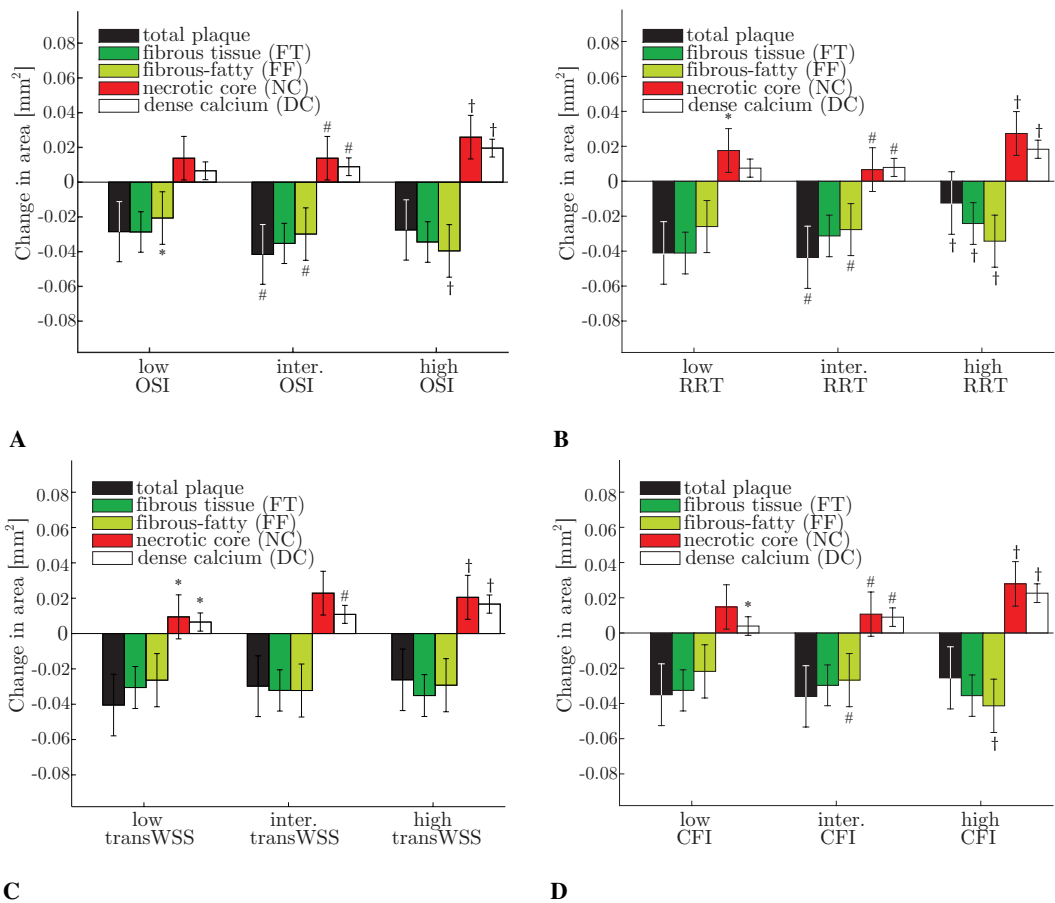 Change in area [mm²]
0.08
0.06
0.04
0.02
0
-0.02
-0.04
-0.06
-0.08
total plaque
fibrous tissue (FT)
fibrous-fatty (FF)
necrotic core (NC)
dense calcium (DC)
*
#
#
#
#
†
†
†
low
OSI
inter.
OSI
high
OSI
A
Change in area [mm²]
0.08
0.06
0.04
0.02
0
-0.02
-0.04
-0.06
-0.08
total plaque
fibrous tissue (FT)
fibrous-fatty (FF)
necrotic core (NC)
dense calcium (DC)
*
#
#
#
#
†
†
†
†
†
low
RRT
inter.
RRT
high
RRT
B
Change in area [mm²]
0.08
0.06
0.04
0.02
0
-0.02
-0.04
-0.06
-0.08
total plaque
fibrous tissue (FT)
fibrous-fatty (FF)
necrotic core (NC)
dense calcium (DC)
*
*
#
†
†
low
transWSS
inter.
transWSS
high
transWSS
C
Change in area [mm²]
0.08
0.06
0.04
0.02
0
-0.02
-0.04
-0.06
-0.08
total plaque
fibrous tissue (FT)
fibrous-fatty (FF)
necrotic core (NC)
dense calcium (DC)
*
#
#
#
†
†
†
low
CFI
inter.
CFI
high
CFI
D